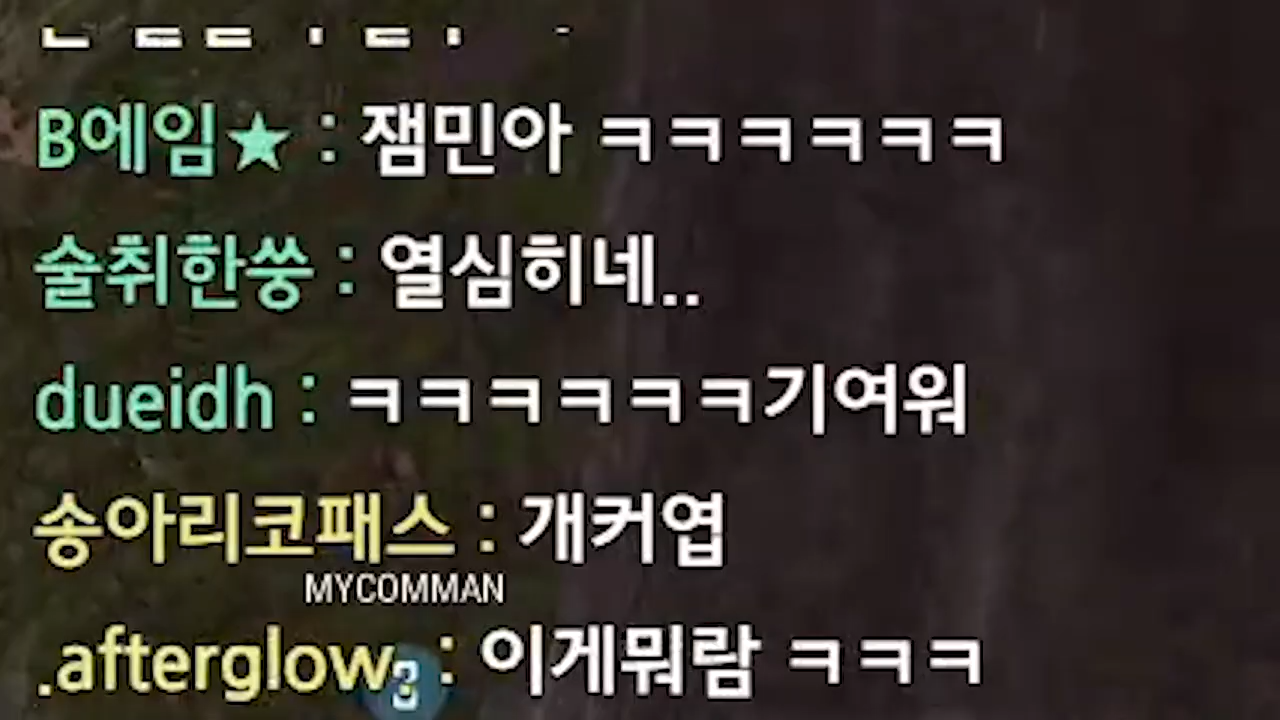 B에임★ : 잼민아 ㅋㅋㅋㅋㅋㅋ
술취한쑹 : 열심히네..
dueidh : ㅋㅋㅋㅋㅋㅋ기여워
송아리코패스 : 개커엽
MYCOMMAN
.afterglow. : 이게뭐람 ㅋㅋㅋ